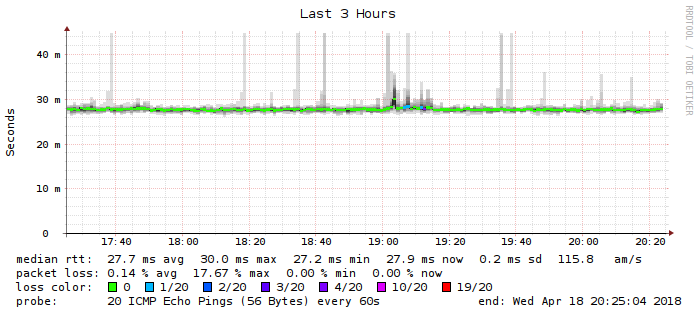 Last 3 Hours
RRDTOOL / TOBI OETIKER
Seconds
40 m
30 m
20 m
10 m
0
17:40 18:00 18:20 18:40 19:00 19:20 19:40 20:00 20:20
median rtt: 27.7 ms avg 30.0 ms max 27.2 ms min 27.9 ms now 0.2 ms sd 115.8 am/s
packet loss: 0.14 % avg 17.67 % max 0.00 % min 0.00 % now
loss color: 0 1/20 2/20 3/20 4/20 10/20 19/20
probe: 20 ICMP Echo Pings (56 Bytes) every 60s end: Wed Apr 18 20:25:04 2018